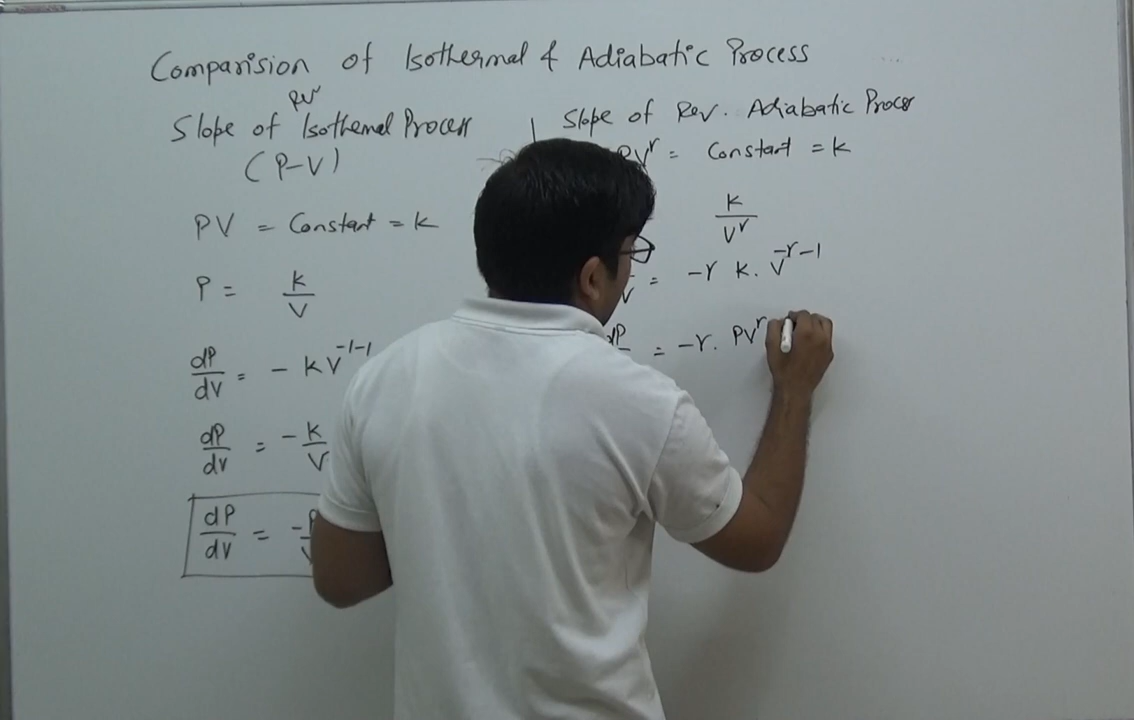 Comparision of Isothermal & Adiabatic Process
Rev
Slope of Isothermal Process
(P-V)
PV = Constant = k
P = k/V
dP/dV = - kV^-1-1
dP/dV = -k/V
dP/dV = -P/V
Slope of Rev. Adiabatic Process
PV^r = Constant = k
k/V^r
V = -r k. V^-r-1
dP = -r. PV^r